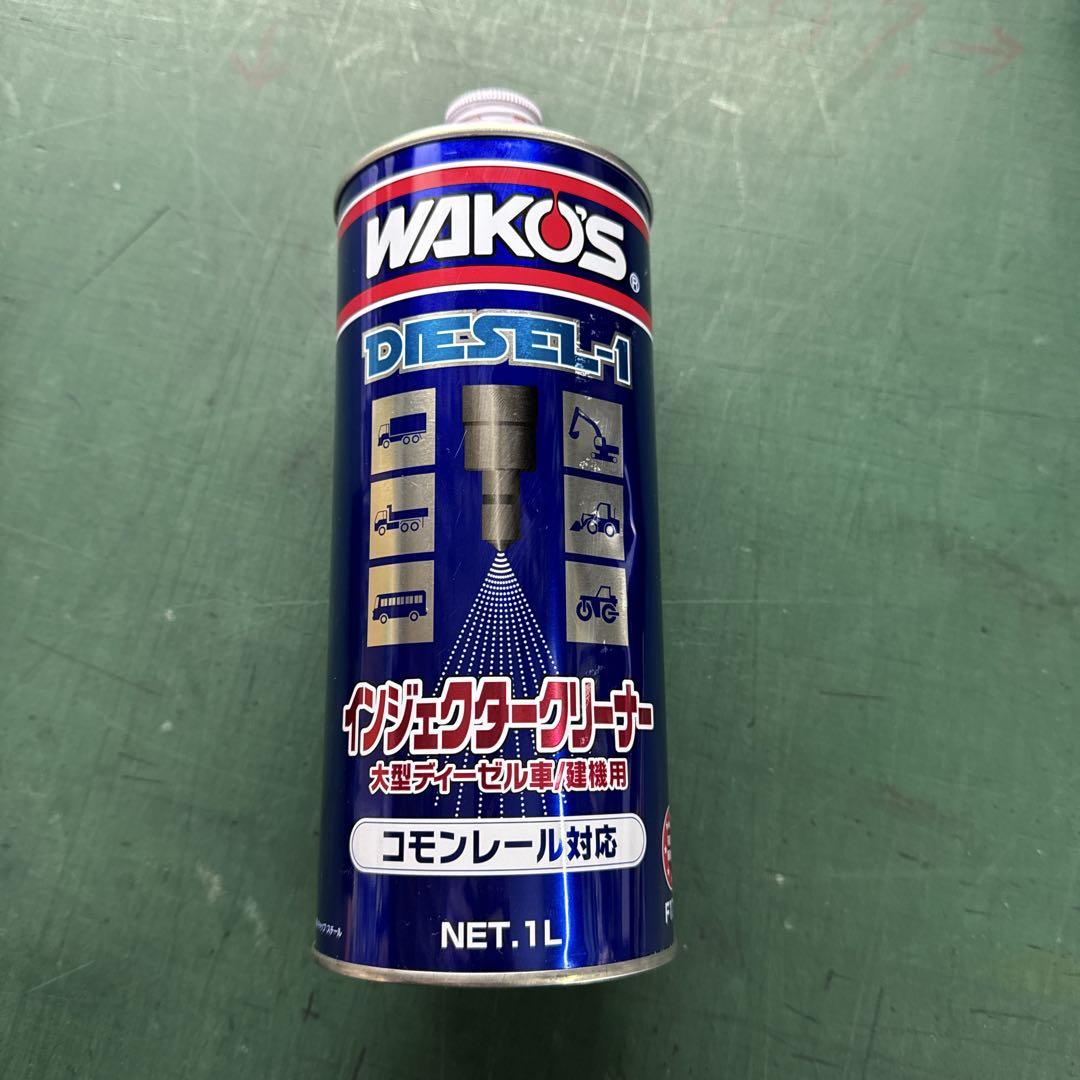 WAKO'S
®
DIESEL-1
インジェクタークリーナー
大型ディーゼル車/建機用
コモンレール対応
NET.1L